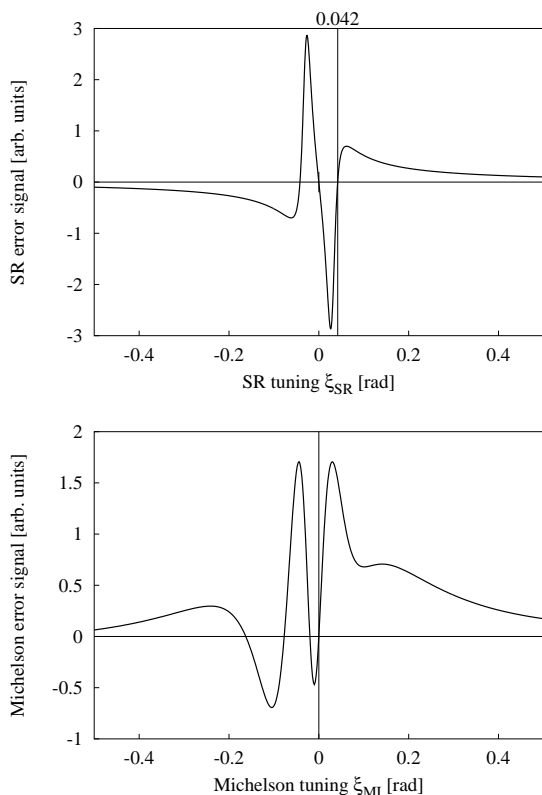 0.042
3
2
1
0
-1
-2
-3
SR error signal [arb. units]
-0.4 -0.2 0 0.2 0.4
SR tuning ξSR [rad]
2
1.5
1
0.5
0
-0.5
-1
Michelson error signal [arb. units]
-0.4 -0.2 0 0.2 0.4
Michelson tuning ξMI [rad]